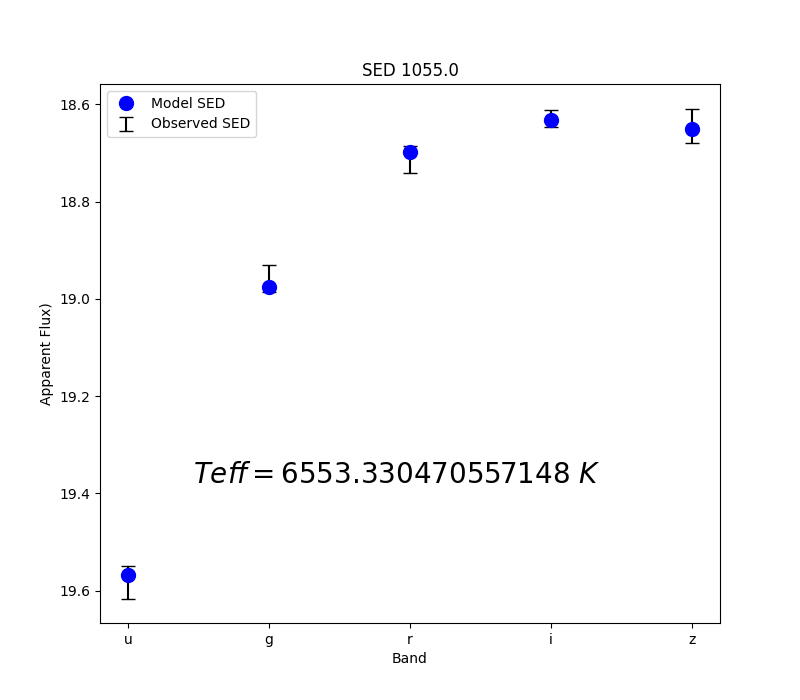 SED 1055.0
Model SED
Observed SED
18.6
18.8
19.0
19.2
19.4
19.6
Apparent Flux)
Teff = 6553.330470557148 K
u g r i z
Band